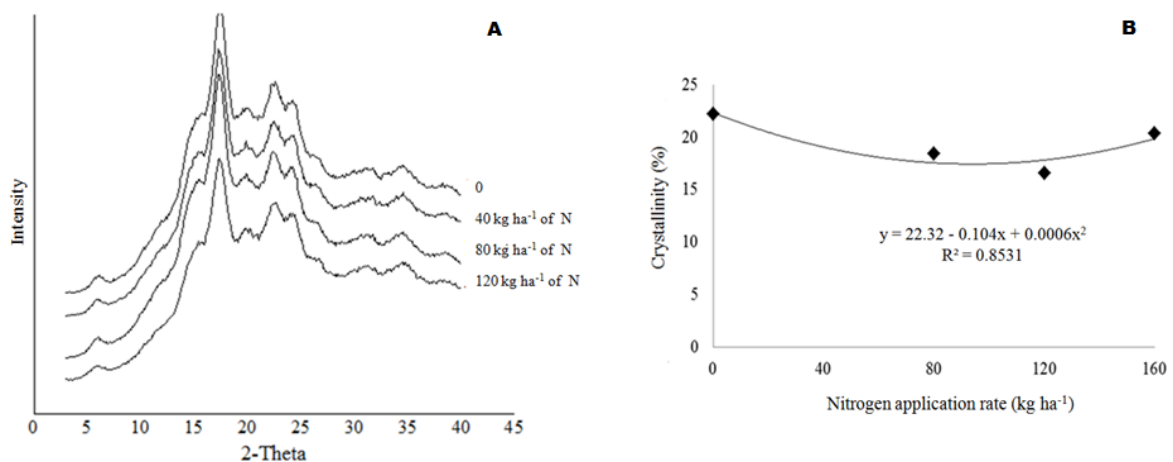 A
Intensity
0
40 kg ha⁻¹ of N
80 kg ha⁻¹ of N
120 kg ha⁻¹ of N
0 5 10 15 20 25 30 35 40 45
2-Theta
B
25
20
15
10
5
0
Crystallinity (%)
y = 22.32 - 0.104x + 0.0006x²
R² = 0.8531
0 40 80 120 160
Nitrogen application rate (kg ha⁻¹)